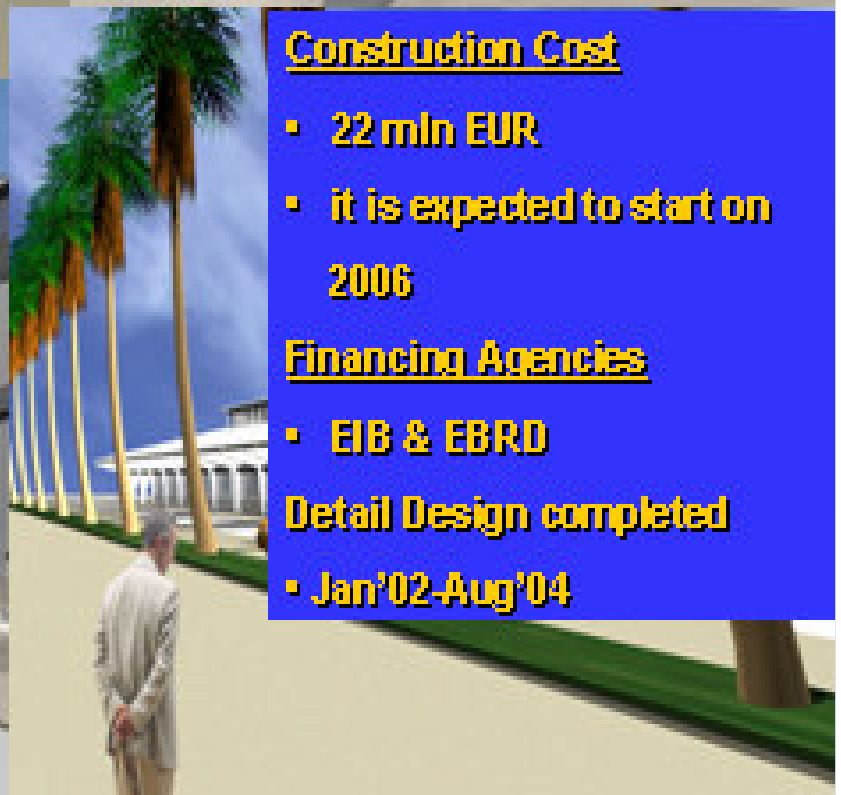 Construction Cost
▪ 22 mln EUR
▪ it is expected to start on
2006
Financing Agencies
▪ EIB & EBRD
Detail Design completed
▪ Jan'02-Aug'04